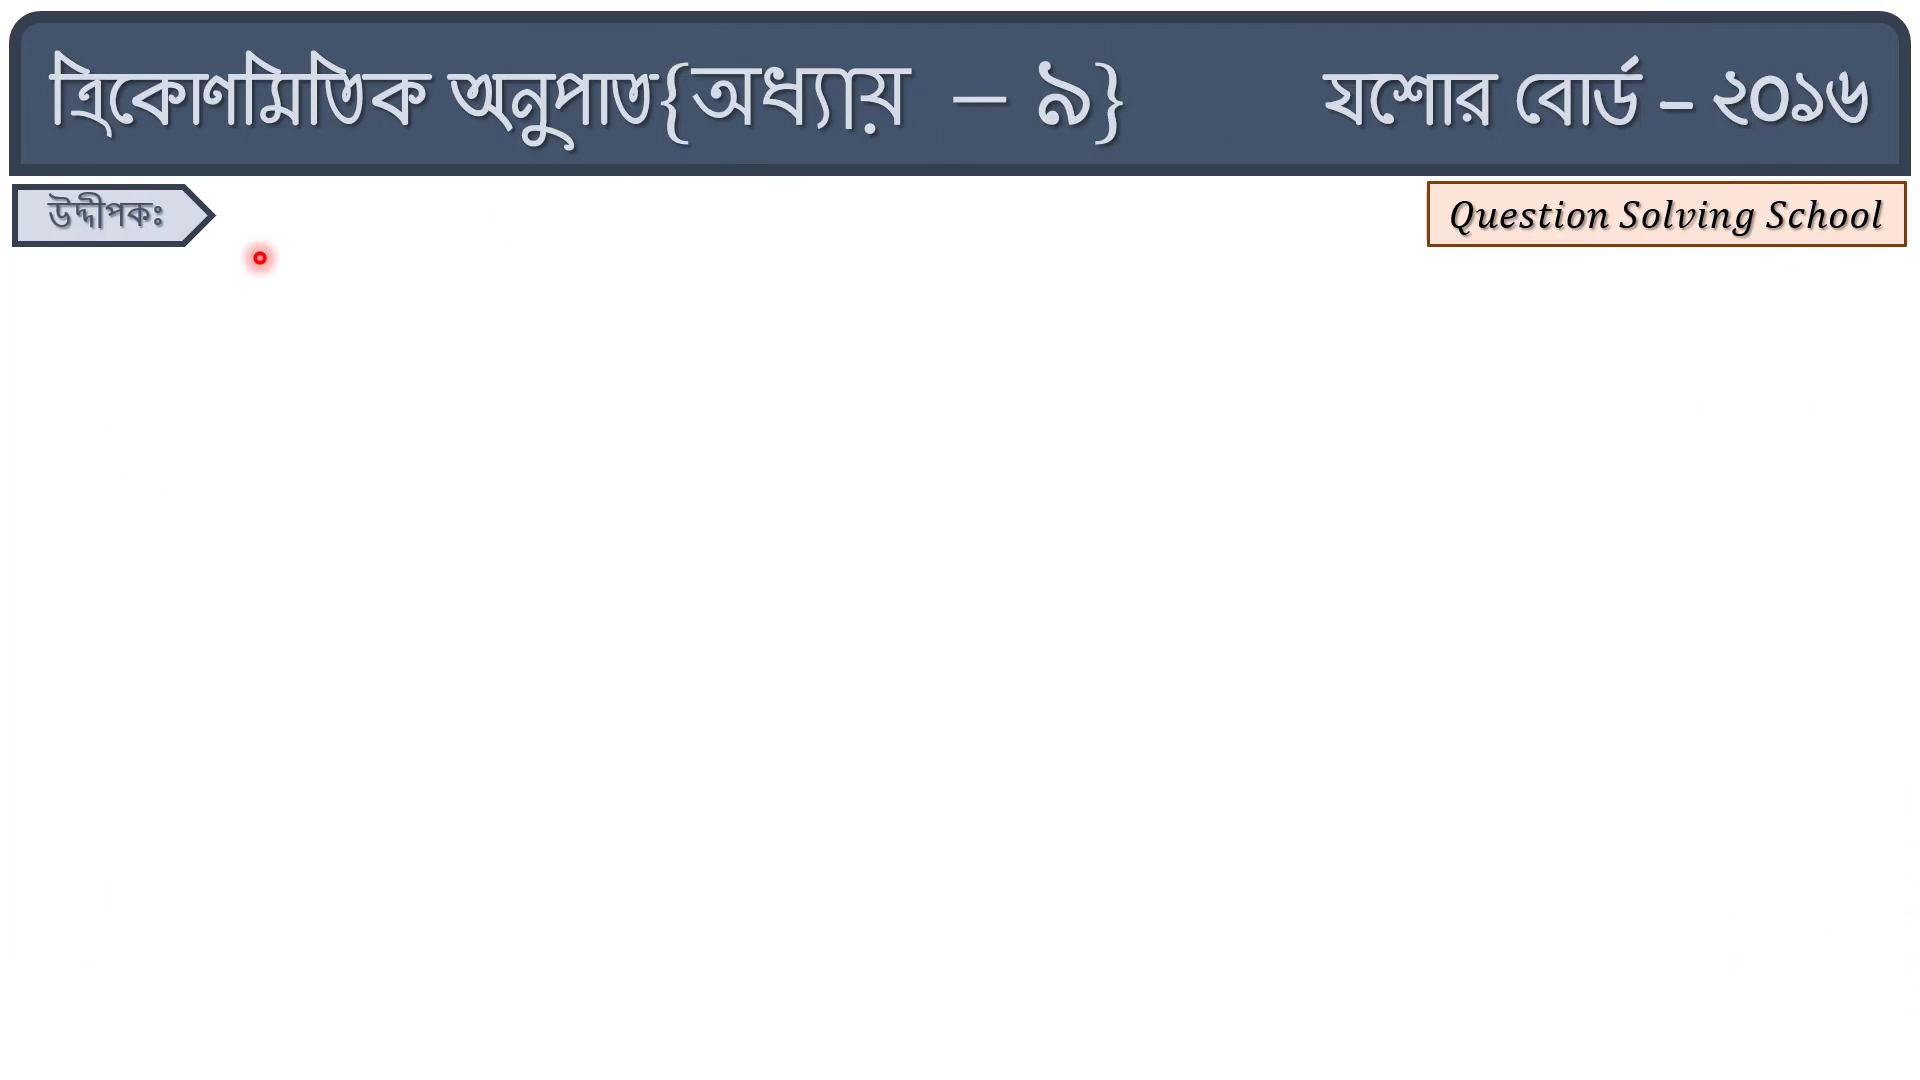 ত্রিকোণমিতিক অনুপাত{অধ্যায় – ৯} যশোর বোর্ড – ২০১৬
উদ্দীপকঃ
Question Solving School